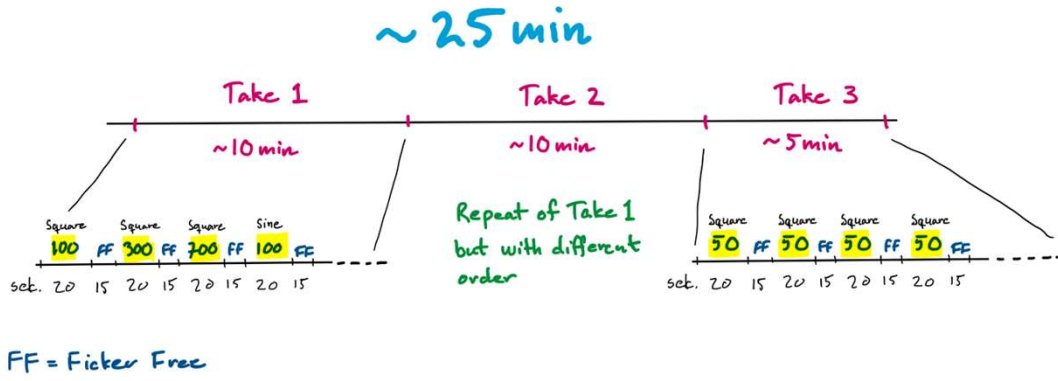 ~25 min
Take 1 Take 2 Take 3
~10 min ~10 min ~5 min
Repeat of Take 1
but with different
order
Square Square Square Sine
100 FF 300 FF 700 FF 100 FF
sek. 20 15 20 15 20 15 20 15
Square Square Square Square
50 FF 50 FF 50 FF 50 FF
sek. 20 15 20 15 20 15 20 15
FF = Ficker Free